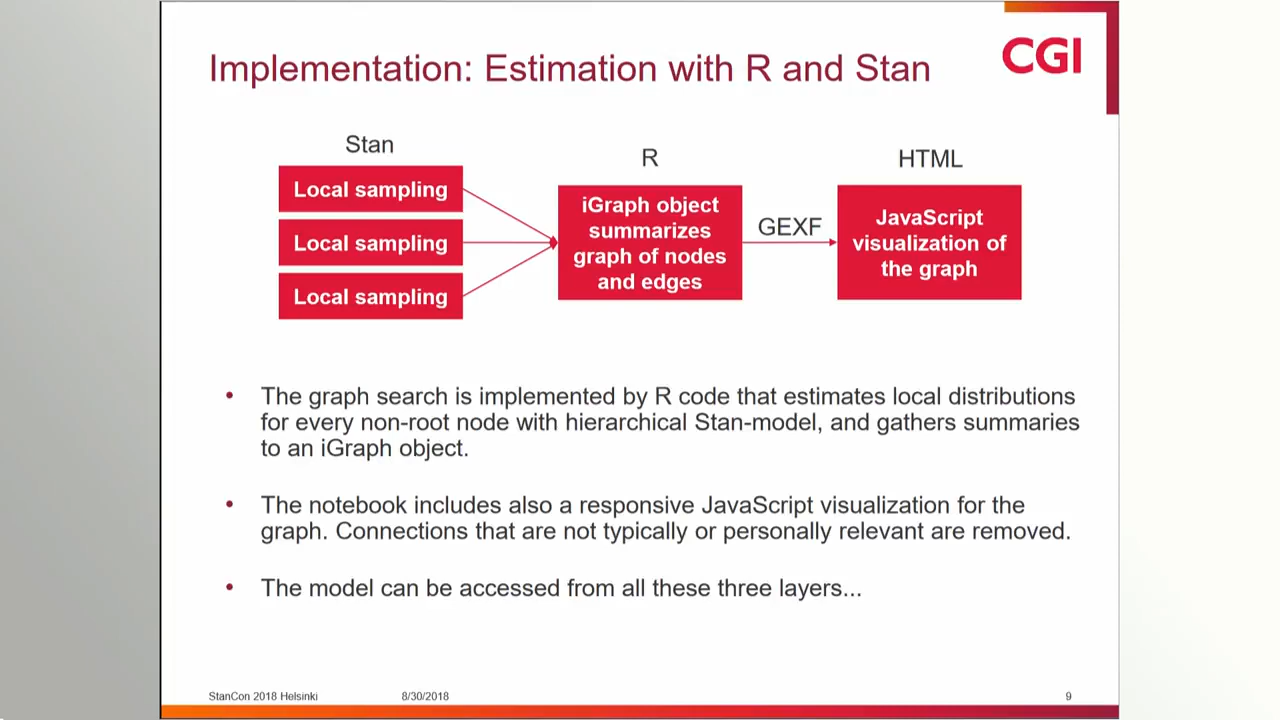 Implementation: Estimation with R and Stan
CGI
Stan
R
HTML
Local sampling
Local sampling
Local sampling
iGraph object
summarizes
graph of nodes
and edges
GEXF
JavaScript
visualization of
the graph
• The graph search is implemented by R code that estimates local distributions
for every non-root node with hierarchical Stan-model, and gathers summaries
to an iGraph object.
• The notebook includes also a responsive JavaScript visualization for the
graph. Connections that are not typically or personally relevant are removed.
• The model can be accessed from all these three layers...
StanCon 2018 Helsinki
8/30/2018
9